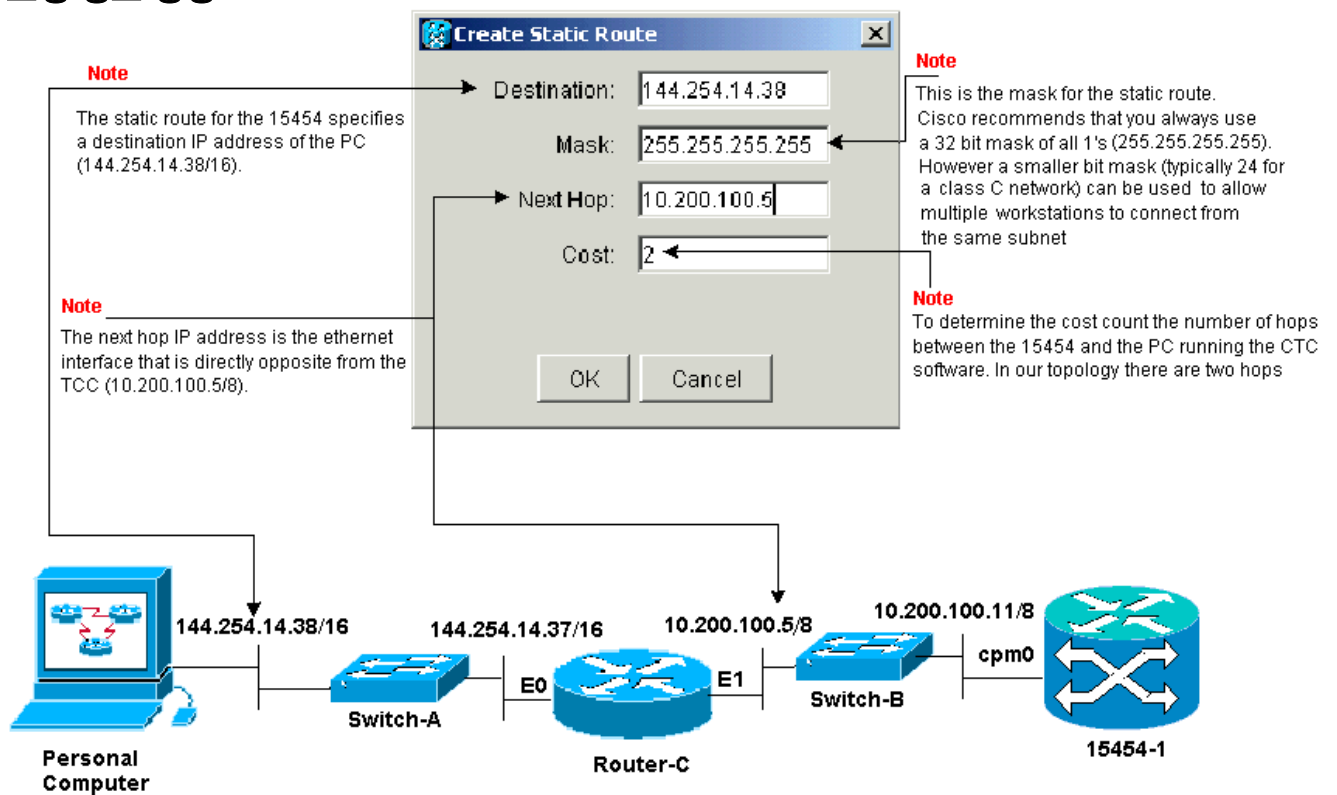 Create Static Route
Note
The static route for the 15454 specifies
a destination IP address of the PC
(144.254.14.38/16).
Destination: 144.254.14.38
Mask: 255.255.255.255
Next Hop: 10.200.100.5
Cost: 2
OK Cancel
Note
This is the mask for the static route.
Cisco recommends that you always use
a 32 bit mask of all 1's (255.255.255.255).
However a smaller bit mask (typically 24 for
a class C network) can be used to allow
multiple workstations to connect from
the same subnet
Note
The next hop IP address is the ethernet
interface that is directly opposite from the
TCC (10.200.100.5/8).
Note
To determine the cost count the number of hops
between the 15454 and the PC running the CTC
software. In our topology there are two hops
144.254.14.38/16
144.254.14.37/16
10.200.100.5/8
10.200.100.11/8
E0
E1
cpm0
Switch-A
Router-C
Switch-B
15454-1
Personal
Computer